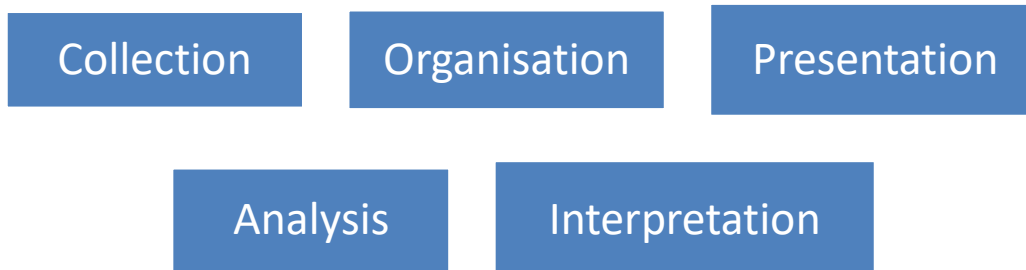 Collection
Organisation
Presentation
Analysis
Interpretation